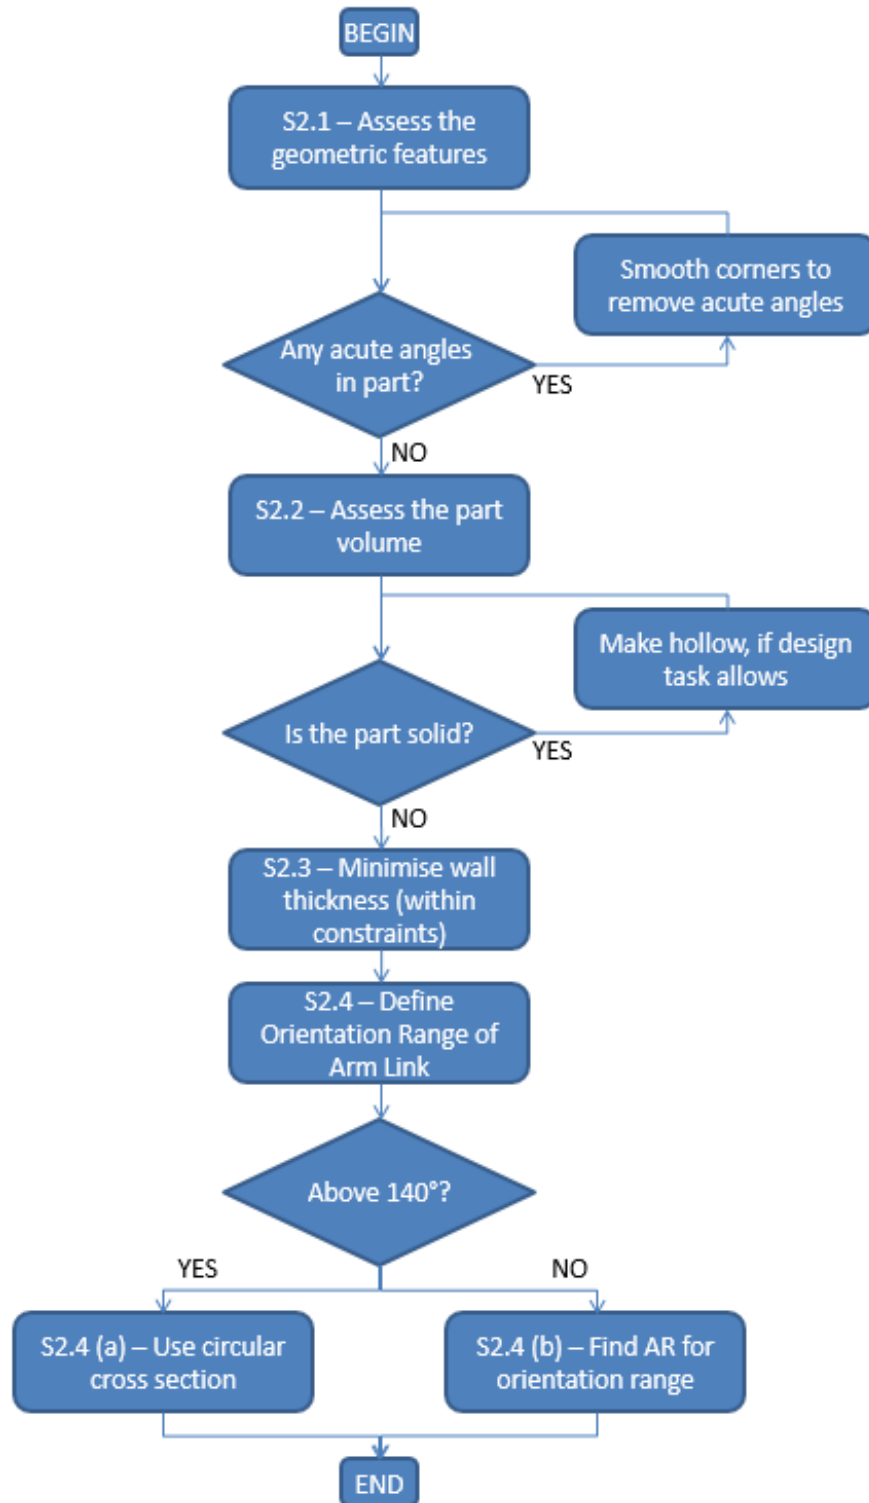 BEGIN
S2.1 – Assess the
geometric features
Smooth corners to
remove acute angles
Any acute angles
in part?
YES
NO
S2.2 – Assess the part
volume
Make hollow, if design
task allows
Is the part solid?
YES
NO
S2.3 – Minimise wall
thickness (within
constraints)
S2.4 – Define
Orientation Range of
Arm Link
Above 140°?
YES
NO
S2.4 (a) – Use circular
cross section
S2.4 (b) – Find AR for
orientation range
END